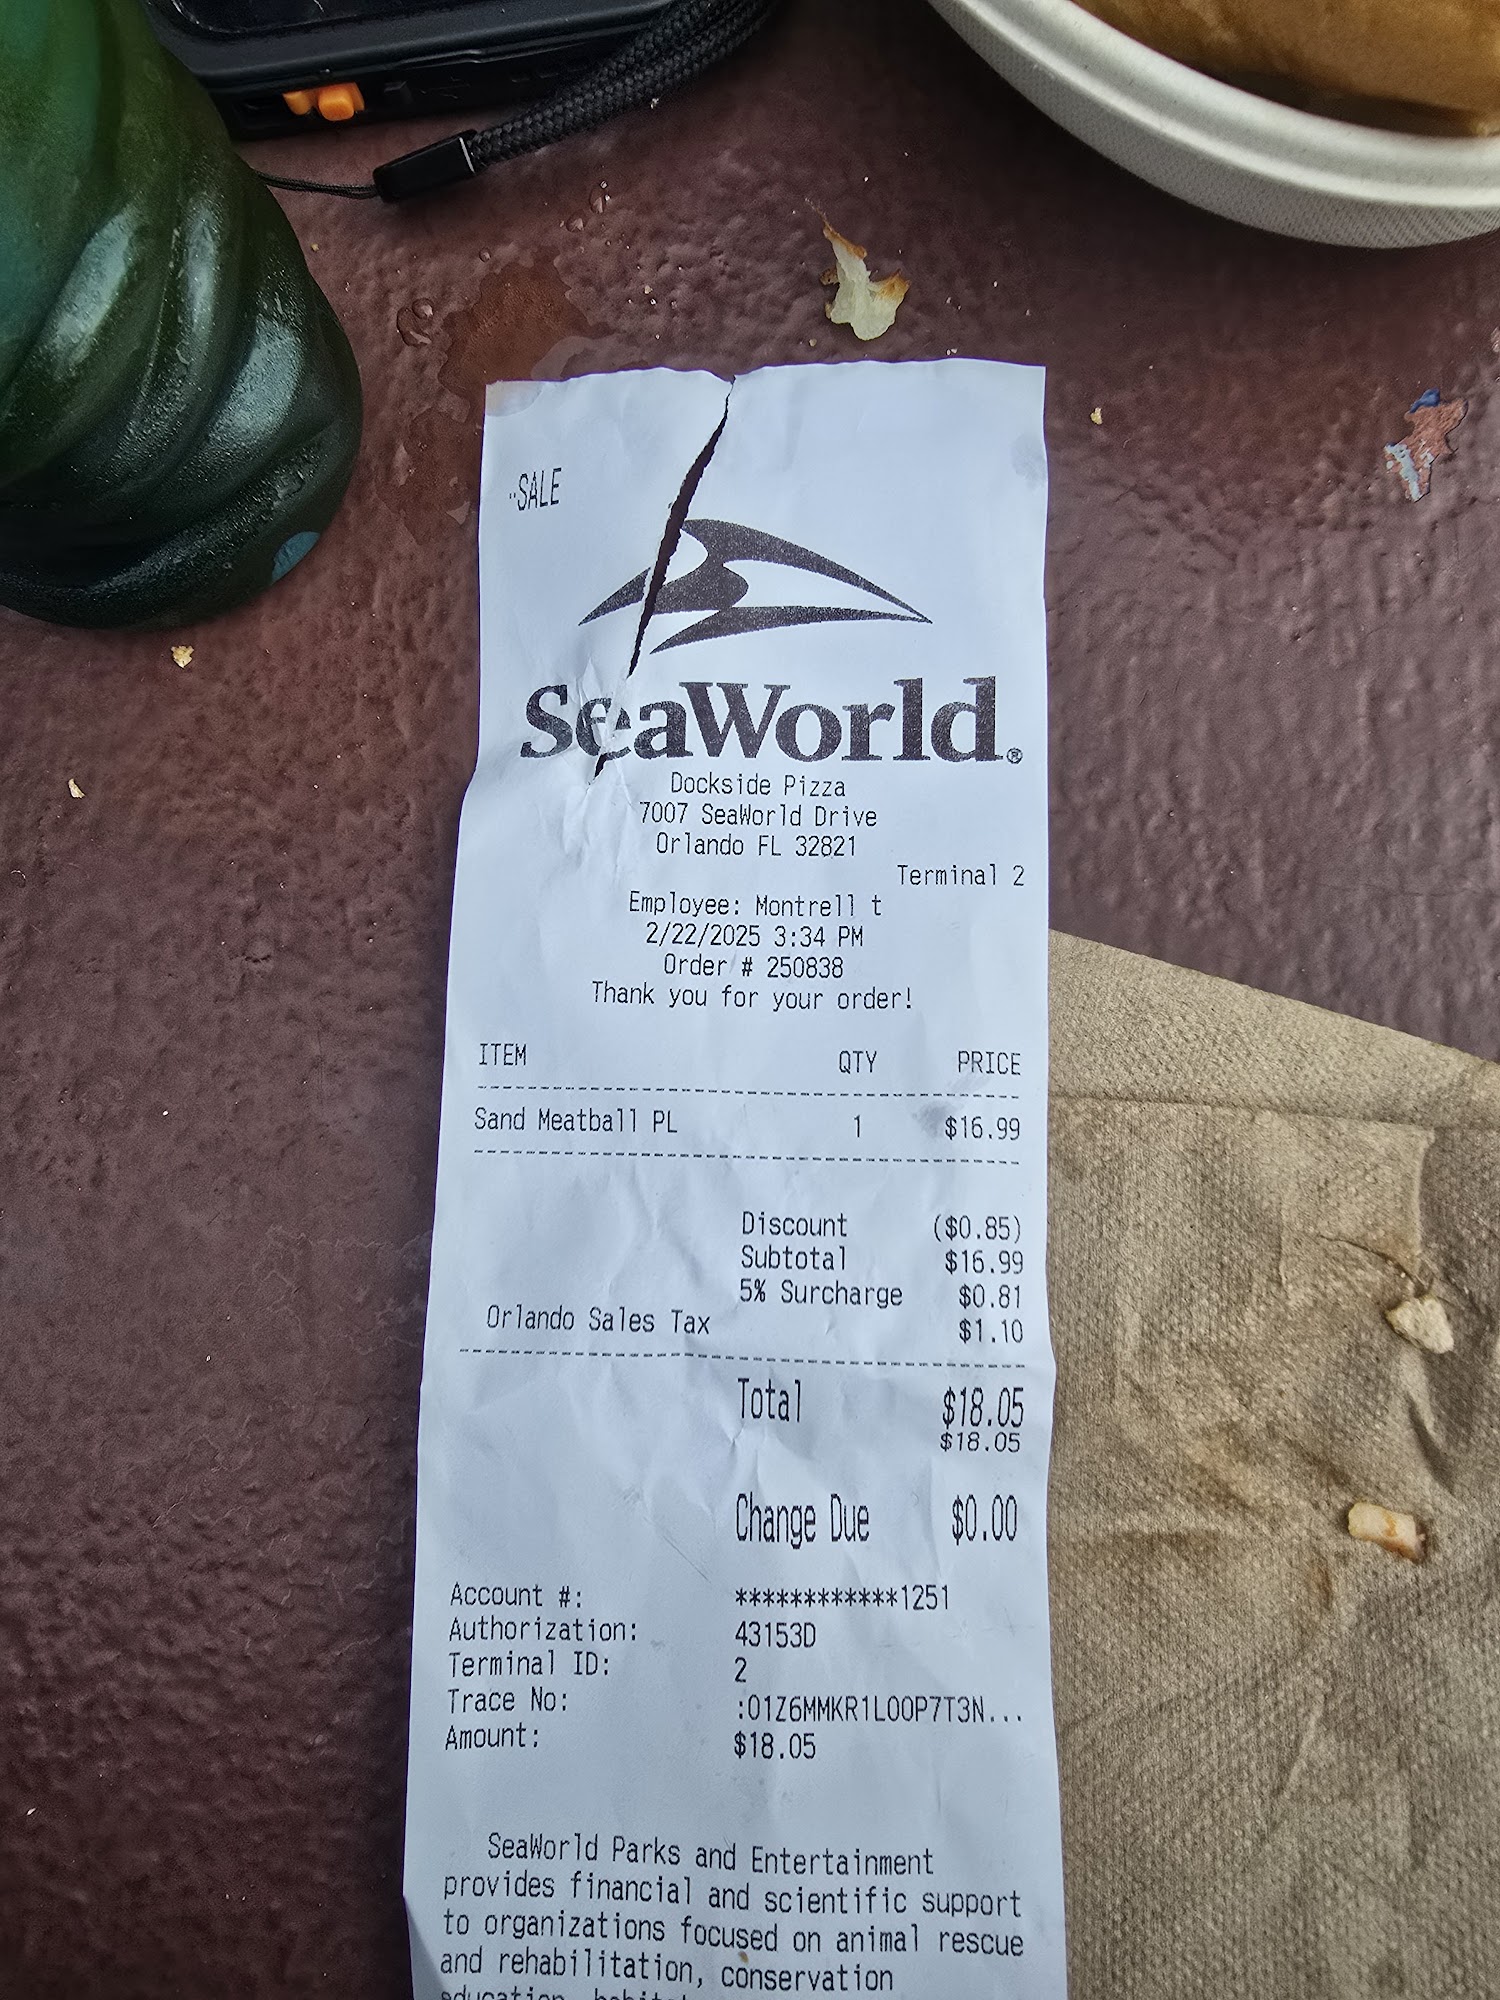 SALE
SeaWorld®
Dockside Pizza
7007 SeaWorld Drive
Orlando FL 32821
Terminal 2
Employee: Montrell t
2/22/2025 3:34 PM
Order # 250838
Thank you for your order!
ITEM QTY PRICE
Sand Meatball PL 1 $16.99
Discount ($0.85)
Subtotal $16.99
5% Surcharge $0.81
Orlando Sales Tax $1.10
Total $18.05
$18.05
Change Due $0.00
Account #: ************1251
Authorization: 43153D
Terminal ID: 2
Trace No: :01Z6MMKR1LOOP7T3N...
Amount: $18.05
SeaWorld Parks and Entertainment
provides financial and scientific support
to organizations focused on animal rescue
and rehabilitation, conservation